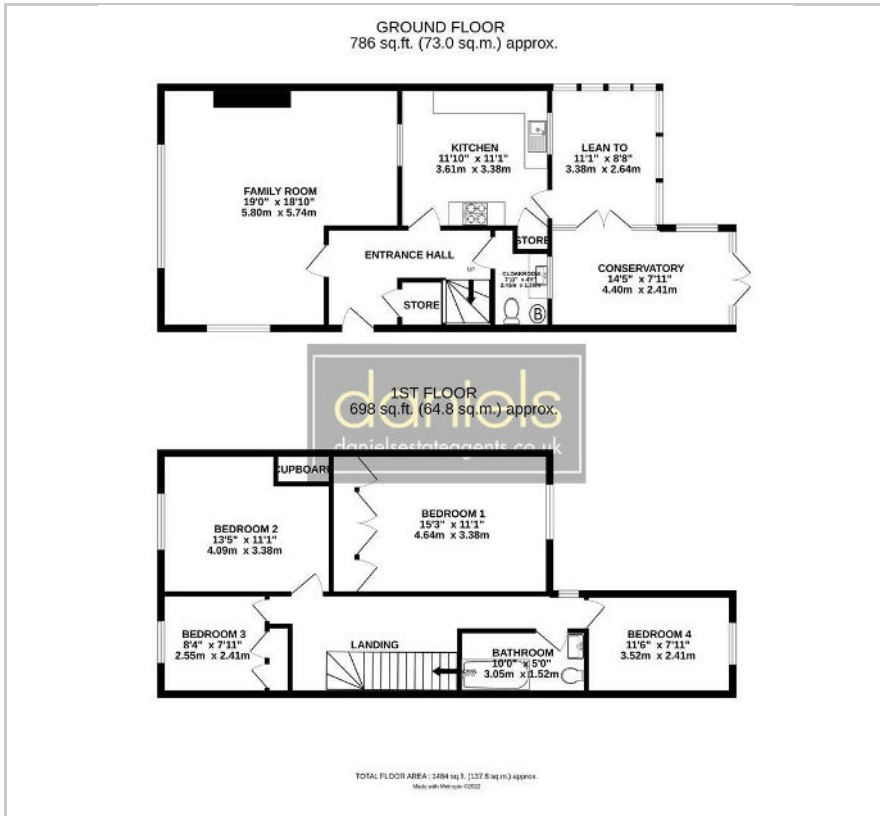 GROUND FLOOR
786 sq.ft. (73.0 sq.m.) approx.
FAMILY ROOM
19'0" x 18'10"
5.80m x 5.74m
KITCHEN
11'10" x 11'1"
3.61m x 3.38m
LEAN TO
11'1" x 8'8"
3.38m x 2.64m
STORE
ENTRANCE HALL
UP
CLOAKROOM
CONSERVATORY
14'5" x 7'11"
4.40m x 2.41m
STORE
B
daniels
danielsestateagents.co.uk
1ST FLOOR
698 sq.ft. (64.8 sq.m.) approx.
CUPBOARD
BEDROOM 2
13'5" x 11'1"
4.09m x 3.38m
BEDROOM 1
15'3" x 11'1"
4.64m x 3.38m
BEDROOM 3
8'4" x 7'11"
2.55m x 2.41m
LANDING
BATHROOM
10'0" x 5'0"
3.05m x 1.52m
BEDROOM 4
11'6" x 7'11"
3.52m x 2.41m
TOTAL FLOOR AREA : 1484 sq.ft. (137.8 sq.m.) approx.
Made with Metropix ©2022